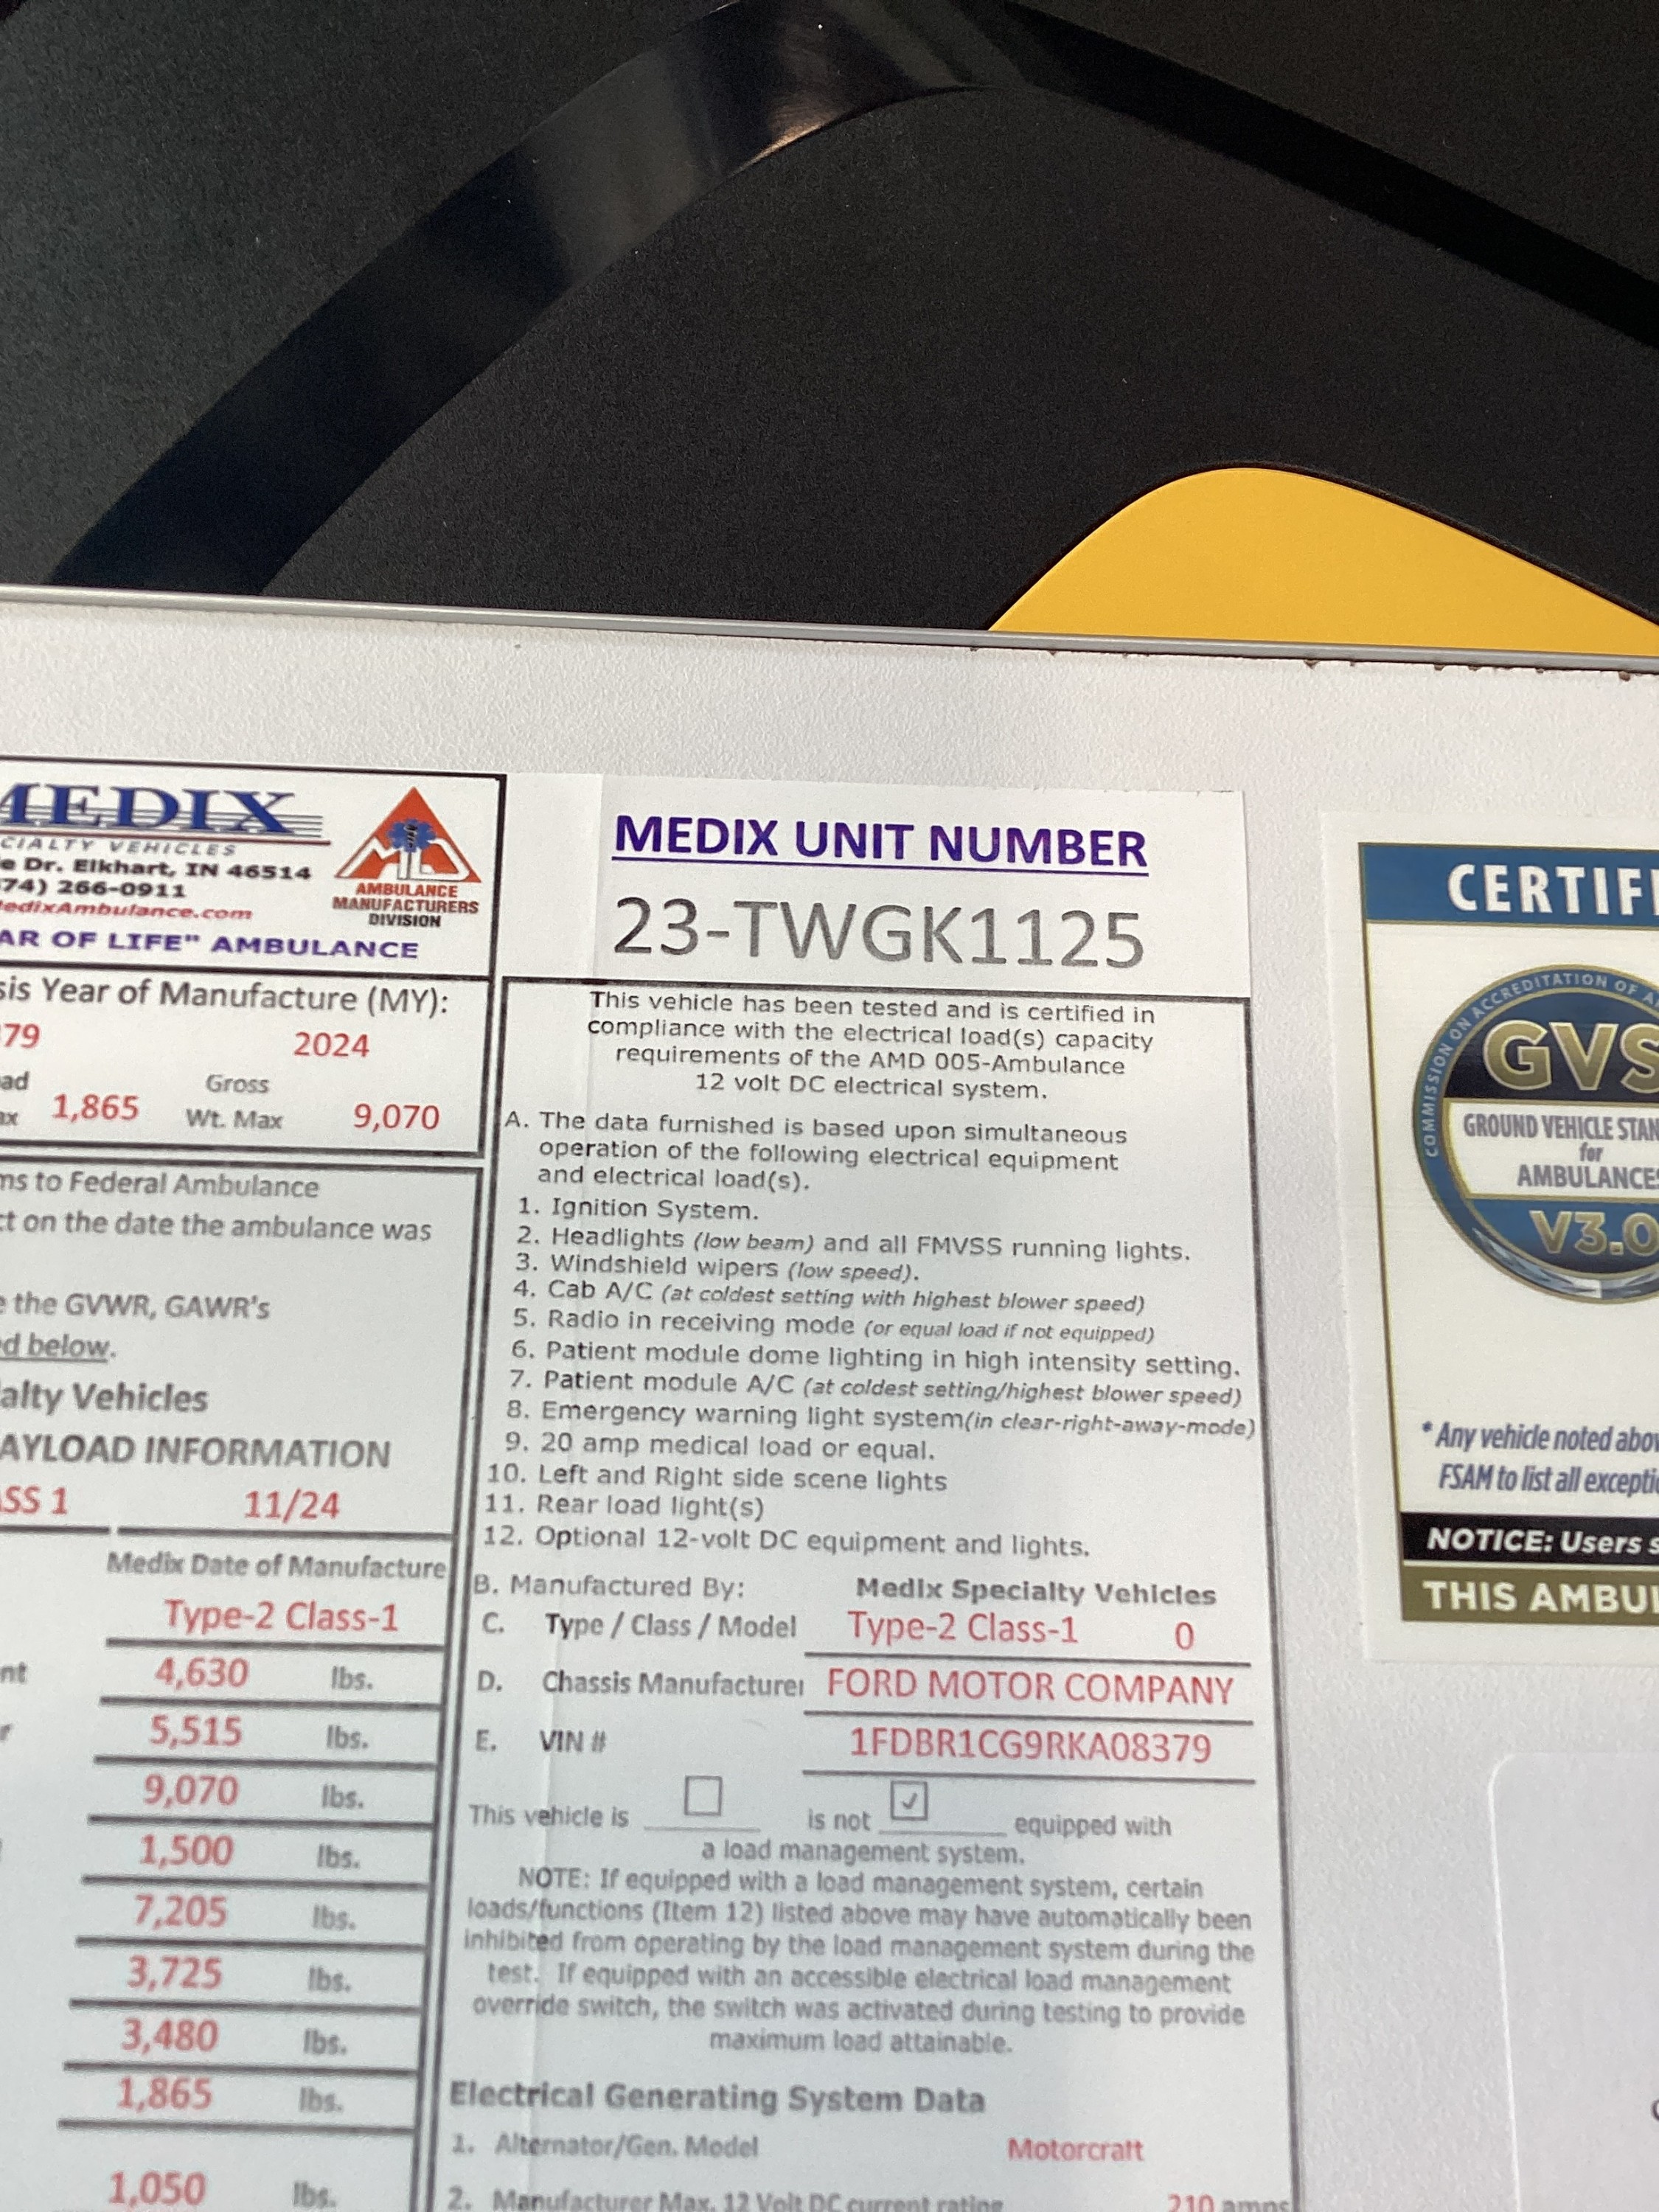 MEDIX
CIALTY VEHICLES
e Dr. Elkhart, IN 46514
74) 266-0911
edixAmbulance.com
AR OF LIFE" AMBULANCE
AMBULANCE
MANUFACTURERS
DIVISION
sis Year of Manufacture (MY):
79 2024
ad Gross
ax 1,865 Wt. Max 9,070
ms to Federal Ambulance
ct on the date the ambulance was
e the GVWR, GAWR's
ed below.
alty Vehicles
AYLOAD INFORMATION
SS 1 11/24
Medix Date of Manufacture
Type-2 Class-1
nt 4,630 lbs.
r 5,515 lbs.
9,070 lbs.
1,500 lbs.
7,205 lbs.
3,725 lbs.
3,480 lbs.
1,865 lbs.
1,050 lbs.
MEDIX UNIT NUMBER
23-TWGK1125
This vehicle has been tested and is certified in
compliance with the electrical load(s) capacity
requirements of the AMD 005-Ambulance
12 volt DC electrical system.
A. The data furnished is based upon simultaneous
operation of the following electrical equipment
and electrical load(s).
1. Ignition System.
2. Headlights (low beam) and all FMVSS running lights.
3. Windshield wipers (low speed).
4. Cab A/C (at coldest setting with highest blower speed)
5. Radio in receiving mode (or equal load if not equipped)
6. Patient module dome lighting in high intensity setting.
7. Patient module A/C (at coldest setting/highest blower speed)
8. Emergency warning light system(in clear-right-away-mode)
9. 20 amp medical load or equal.
10. Left and Right side scene lights
11. Rear load light(s)
12. Optional 12-volt DC equipment and lights.
B. Manufactured By: Medix Specialty Vehicles
C. Type / Class / Model Type-2 Class-1 0
D. Chassis Manufacturer FORD MOTOR COMPANY
E. VIN # 1FDBR1CG9RKA08379
This vehicle is is not ✓ equipped with
a load management system.
NOTE: If equipped with a load management system, certain
loads/functions (Item 12) listed above may have automatically been
inhibited from operating by the load management system during the
test. If equipped with an accessible electrical load management
override switch, the switch was activated during testing to provide
maximum load attainable.
Electrical Generating System Data
1. Alternator/Gen. Model Motorcraft
2. Manufacturer Max. 12 Volt DC current rating 210 amps
CERTIFI
COMMISSION ON ACCREDITATION OF A
GVS
GROUND VEHICLE STAN
for
AMBULANCES
V3.0
* Any vehicle noted abov
FSAM to list all exceptio
NOTICE: Users s
THIS AMBUL